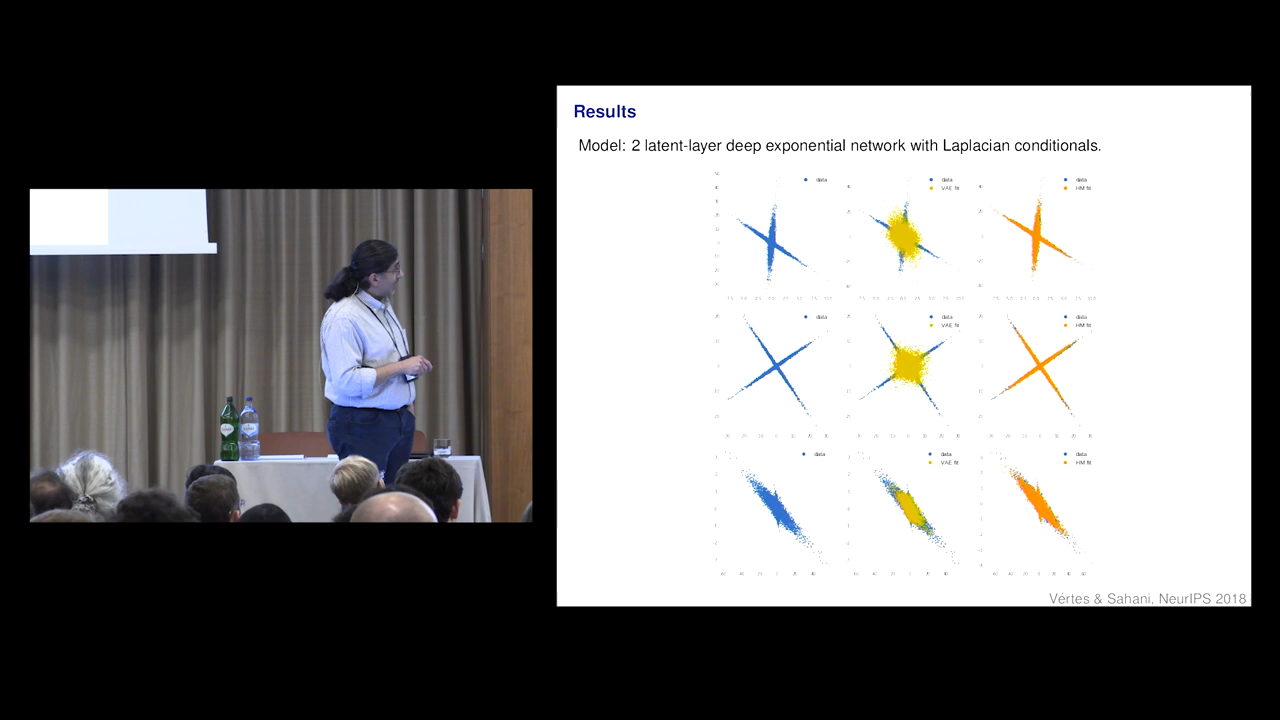 Results
Model: 2 latent-layer deep exponential network with Laplacian conditionals.
data
data
VAE fit
data
HM fit
data
data
VAE fit
data
HM fit
data
data
VAE fit
data
HM fit
Vértes & Sahani, NeurIPS 2018